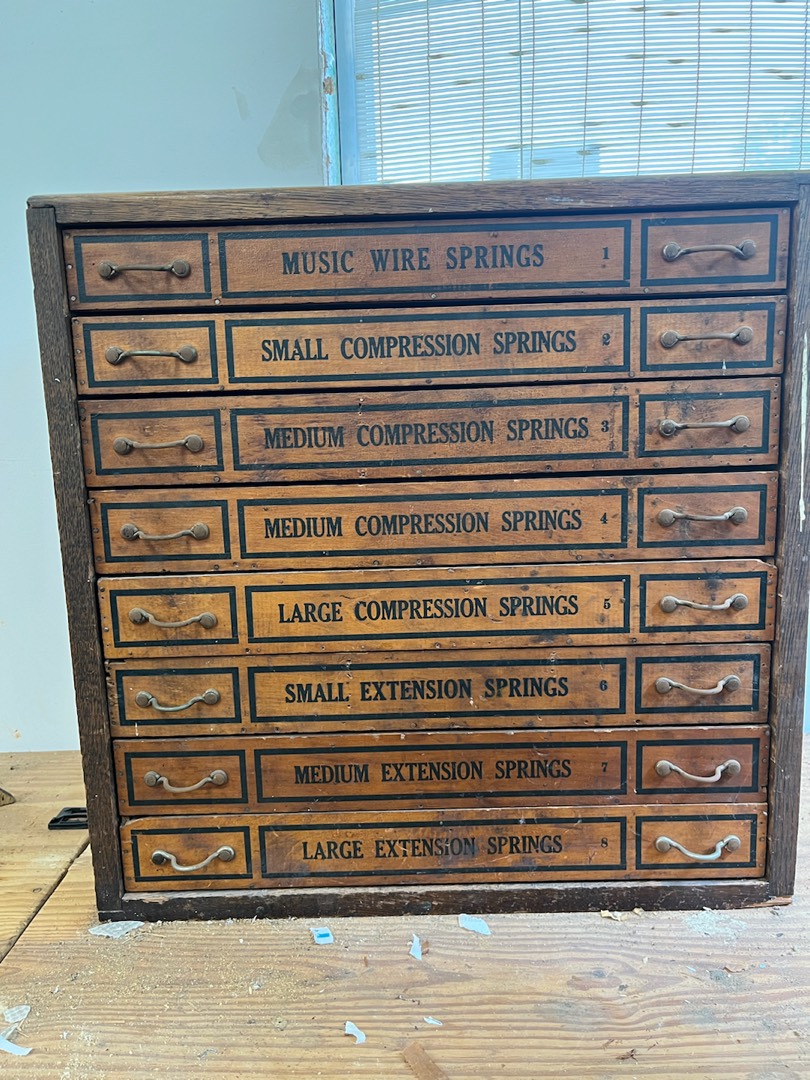 MUSIC WIRE SPRINGS 1
SMALL COMPRESSION SPRINGS 2
MEDIUM COMPRESSION SPRINGS 3
MEDIUM COMPRESSION SPRINGS 4
LARGE COMPRESSION SPRINGS 5
SMALL EXTENSION SPRINGS 6
MEDIUM EXTENSION SPRINGS 7
LARGE EXTENSION SPRINGS 8